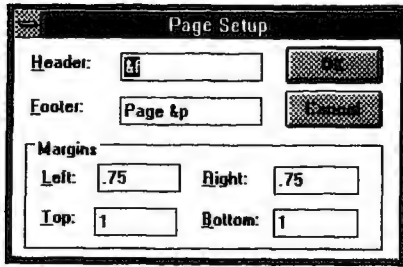 Page Setup
Header: &f
OK
Footer: Page &p
Cancel
Margins
Left: .75 Right: .75
Top: 1 Bottom: 1